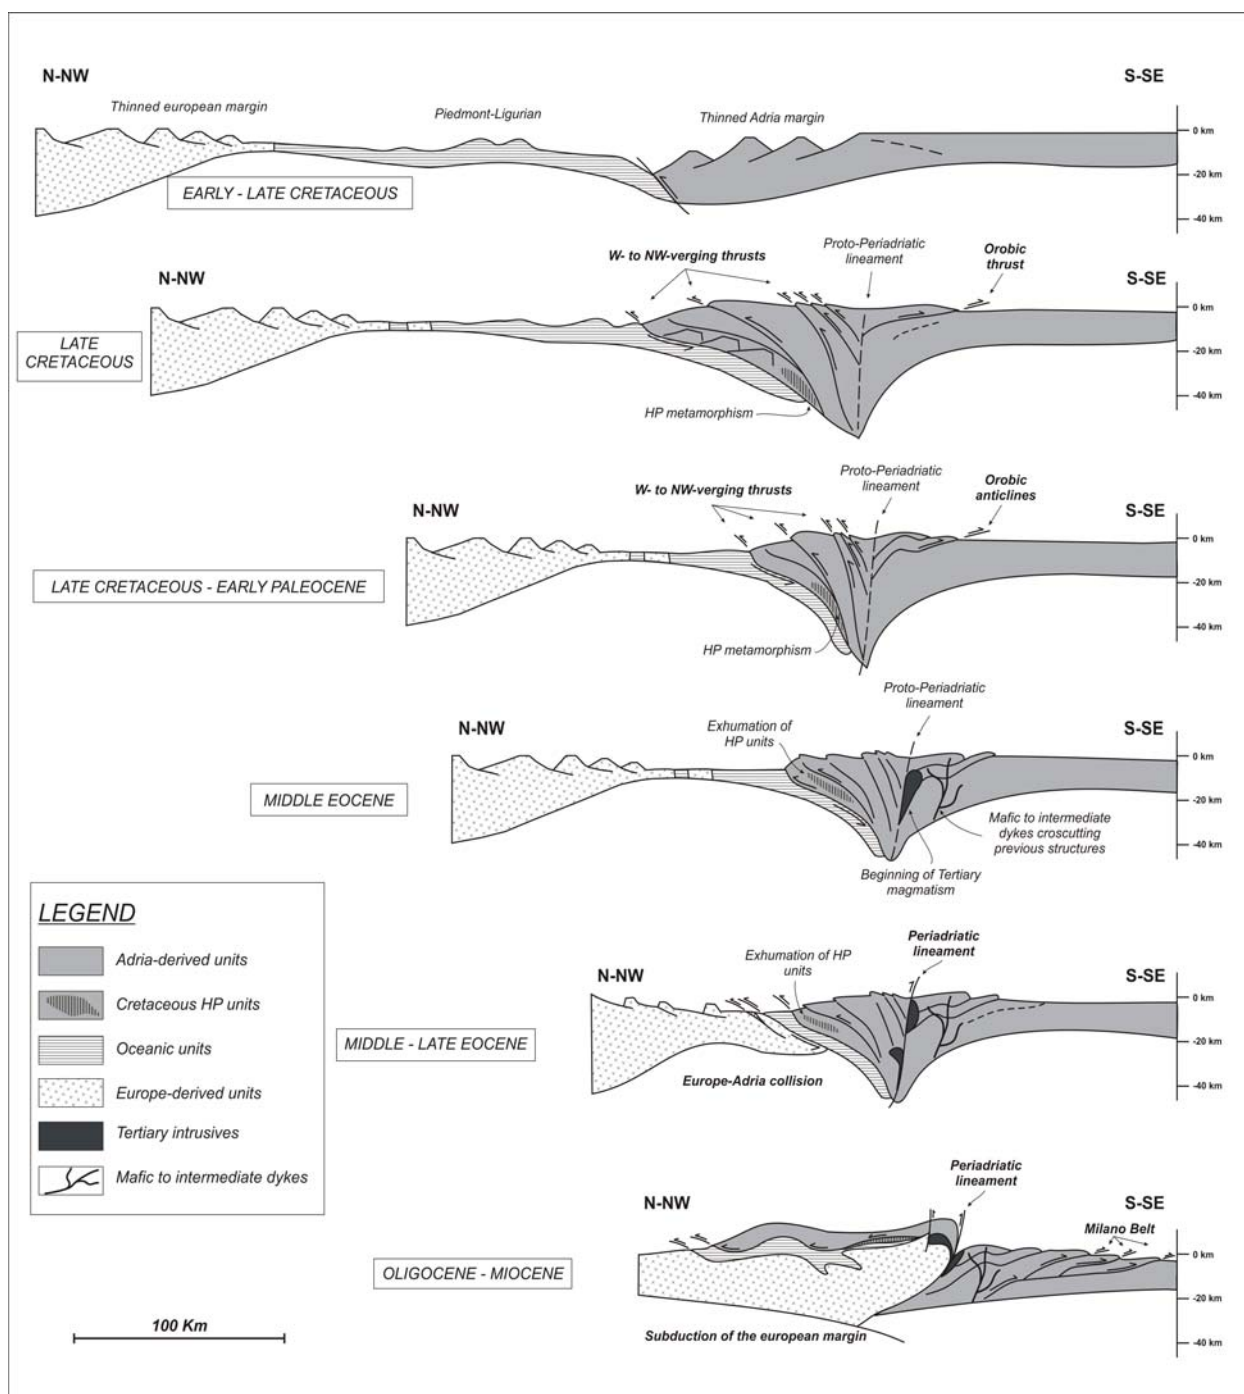 N-NW
S-SE
Thinned european margin
Piedmont-Ligurian
Thinned Adria margin
0 km
-20 km
-40 km
EARLY - LATE CRETACEOUS
N-NW
W- to NW-verging thrusts
Proto-Periadriatic
lineament
Orobic
thrust
S-SE
0 km
-20 km
-40 km
LATE
CRETACEOUS
HP metamorphism
N-NW
W- to NW-verging thrusts
Proto-Periadriatic
lineament
Orobic
anticlines
S-SE
0 km
-20 km
-40 km
LATE CRETACEOUS - EARLY PALEOCENE
HP metamorphism
N-NW
Exhumation of
HP units
Proto-Periadriatic
lineament
S-SE
0 km
-20 km
-40 km
MIDDLE EOCENE
Mafic to intermediate
dykes croscutting
previous structures
Beginning of Tertiary
magmatism
LEGEND
Adria-derived units
Cretaceous HP units
Oceanic units
Europe-derived units
Tertiary intrusives
Mafic to intermediate dykes
N-NW
Exhumation of HP
units
Periadriatic
lineament
S-SE
0 km
-20 km
-40 km
MIDDLE - LATE EOCENE
Europe-Adria collision
N-NW
Periadriatic
lineament
S-SE
Milano Belt
0 km
-20 km
-40 km
OLIGOCENE - MIOCENE
Subduction of the european margin
100 Km